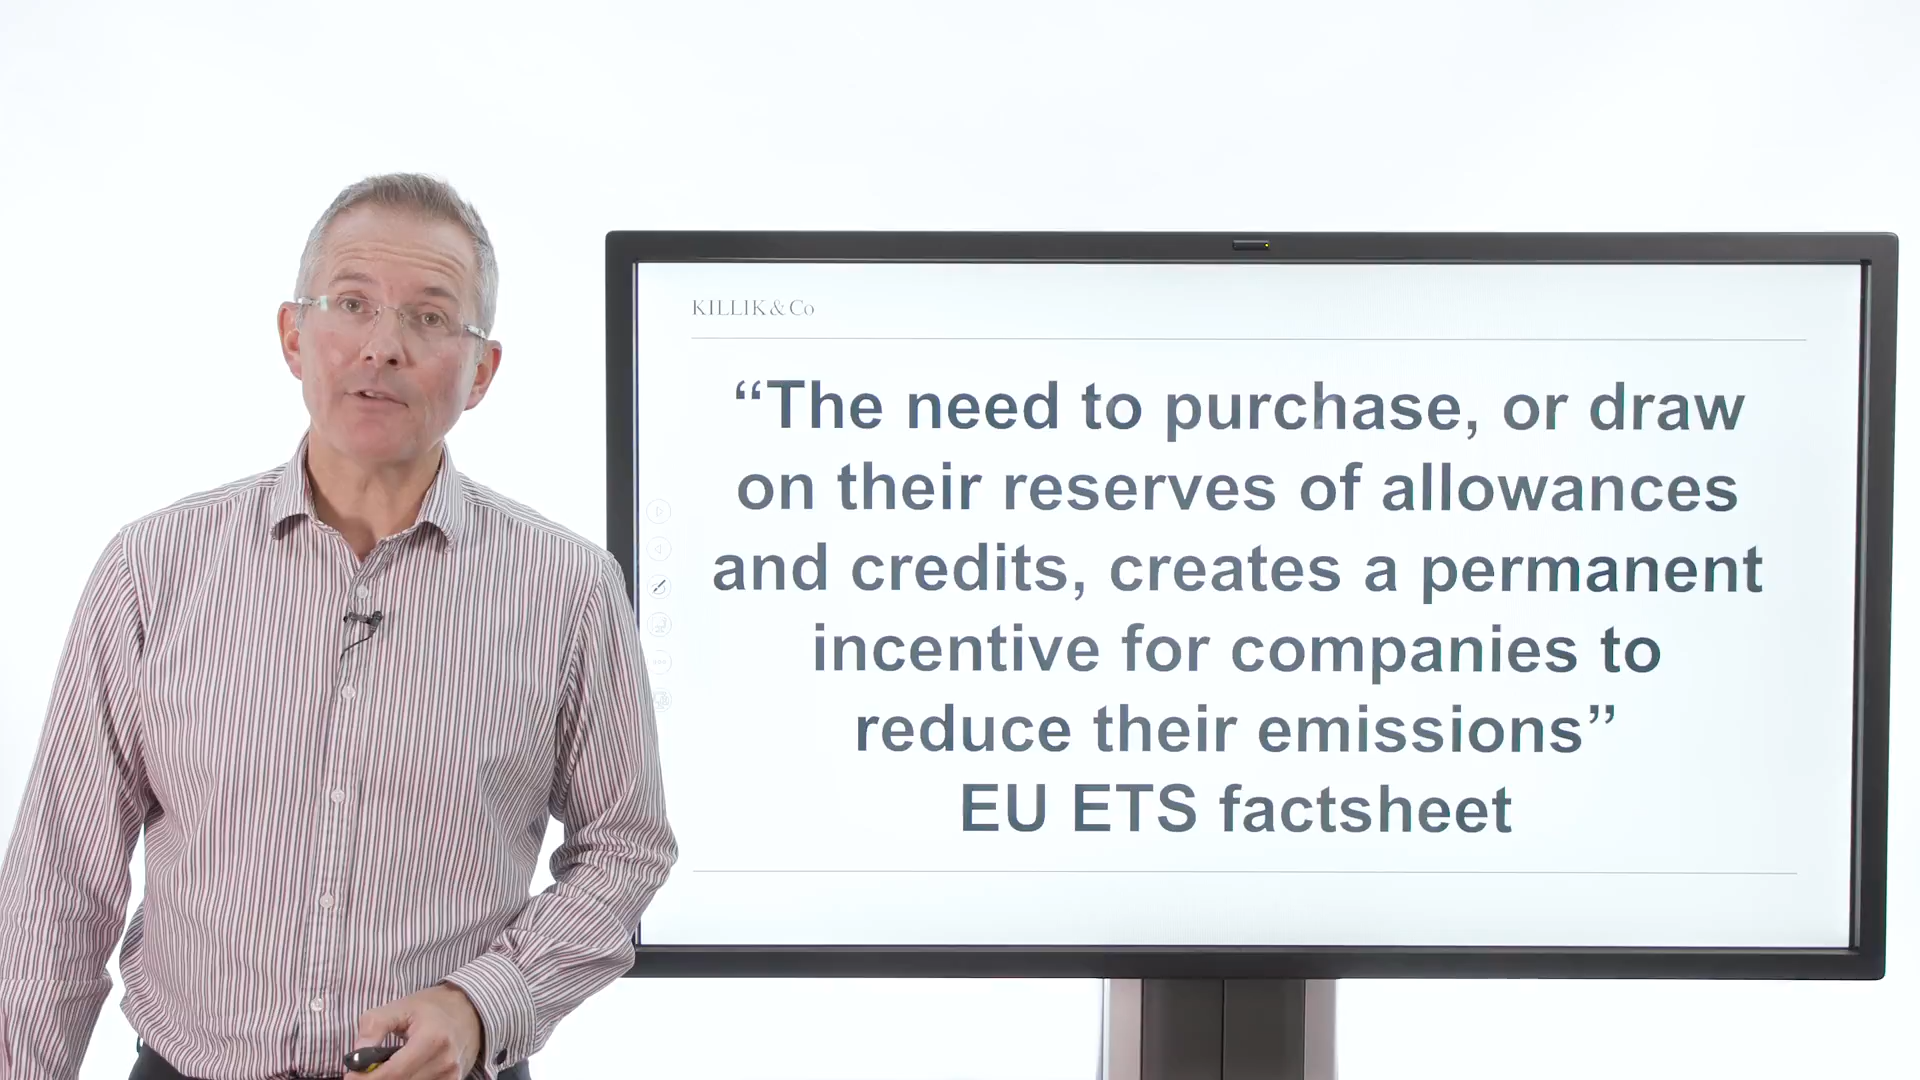 KILLIK & Co
“The need to purchase, or draw
on their reserves of allowances
and credits, creates a permanent
incentive for companies to
reduce their emissions”
EU ETS factsheet